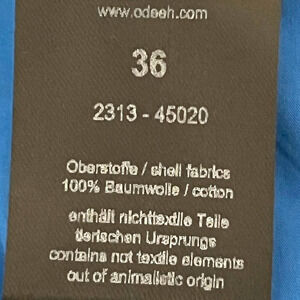 www.odeeh.com
36
2313 - 45020
Oberstoffe / shell fabrics
100% Baumwolle / cotton
enthält nichttextile Teile
tierischen Ursprungs
contains not textile elements
out of animalistic origin